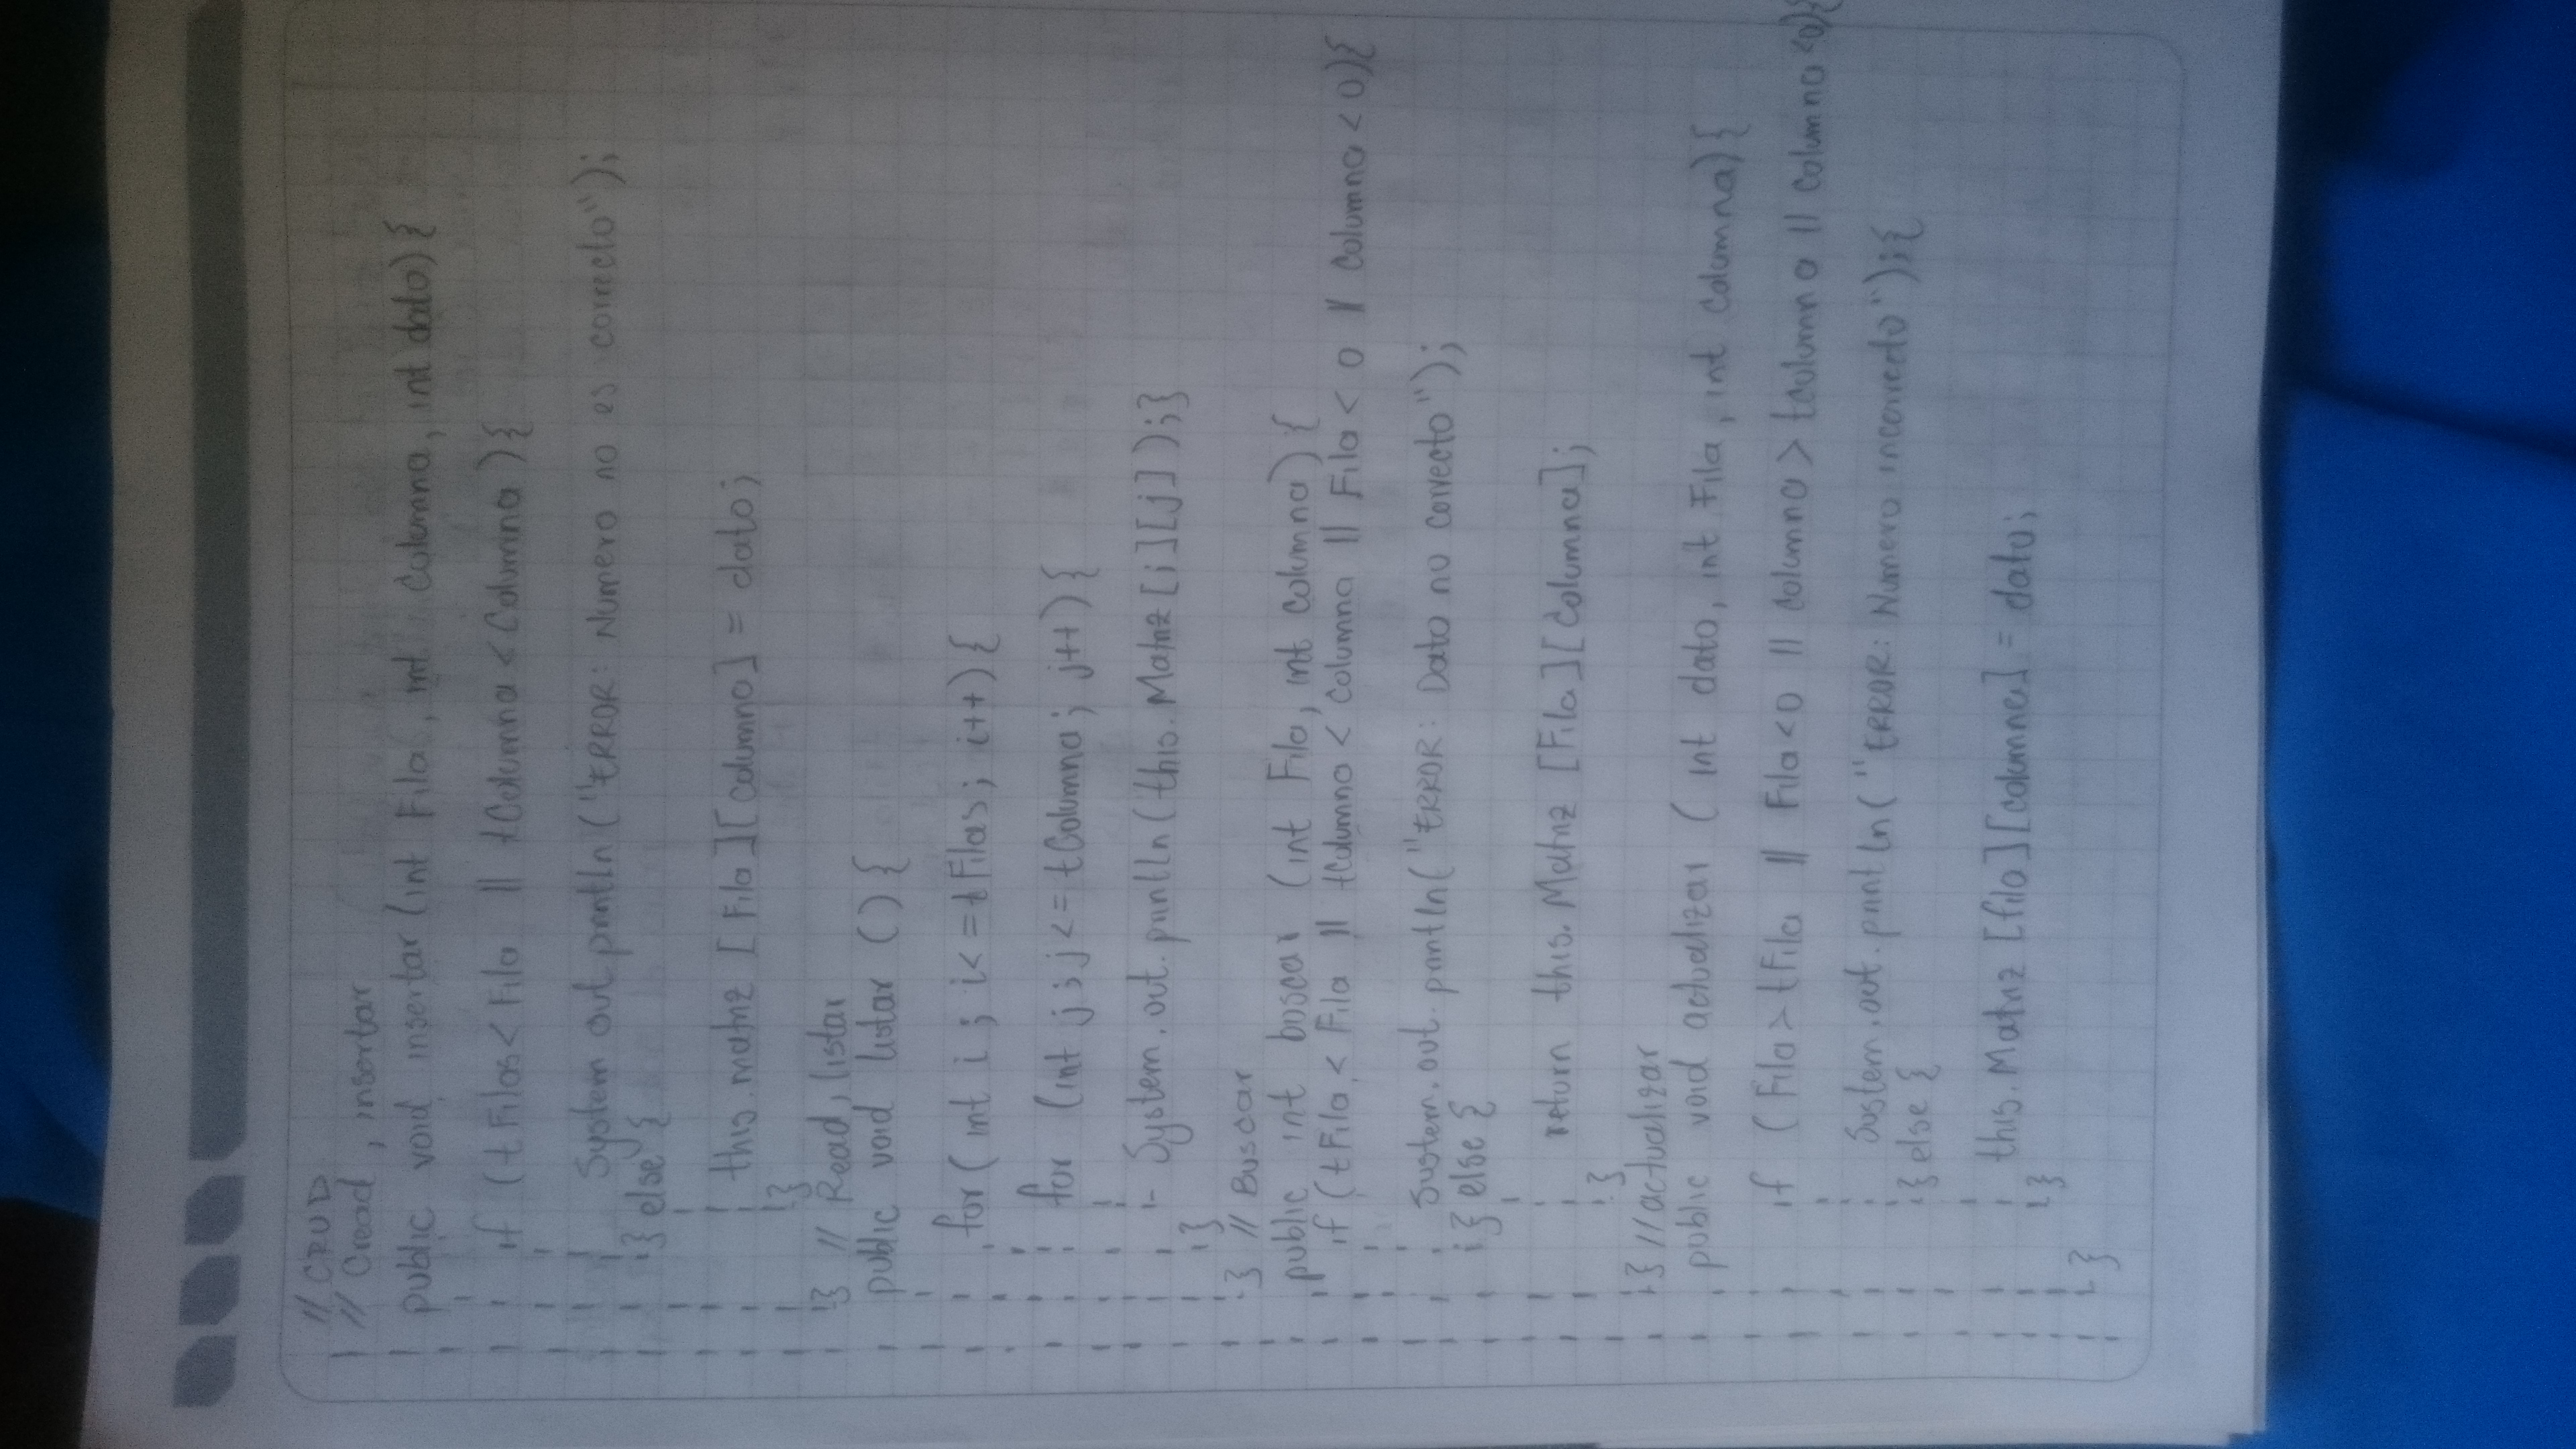 // CRUD
// Cread, insertar
public void insertar (int Fila, int Columna, int dato){
if (tFilas < Fila || tColumna < Columna ){
System out println ("ERROR: Numero no es correcto");
} else {
this.matriz [Fila][columna] = dato;
}
} // Read, listar
public void listar () {
for( int i ; i<=tFilas; i++){
for (int j ; j <= tColumna; j++){
System.out.println(this.Matriz [i][j] );}
}
} // Buscar
public int boscar (int Fila, int columna) {
if (tFila < Fila || tColumna < Columna || Fila < 0 || Columna < 0){
System.out.println("ERROR: Dato no correcto");
} else {
return this. Matriz [Fila][Columna];
}
} //actualizar
public void actualizar ( int dato, int Fila, int Columna){
if (Fila > tFila || Fila<0 || columna > tcolumna || columna <0){
System.out.println("ERROR: Numero incorrecto");{
} else {
this.Matriz [fila][columna] = dato;
}
}